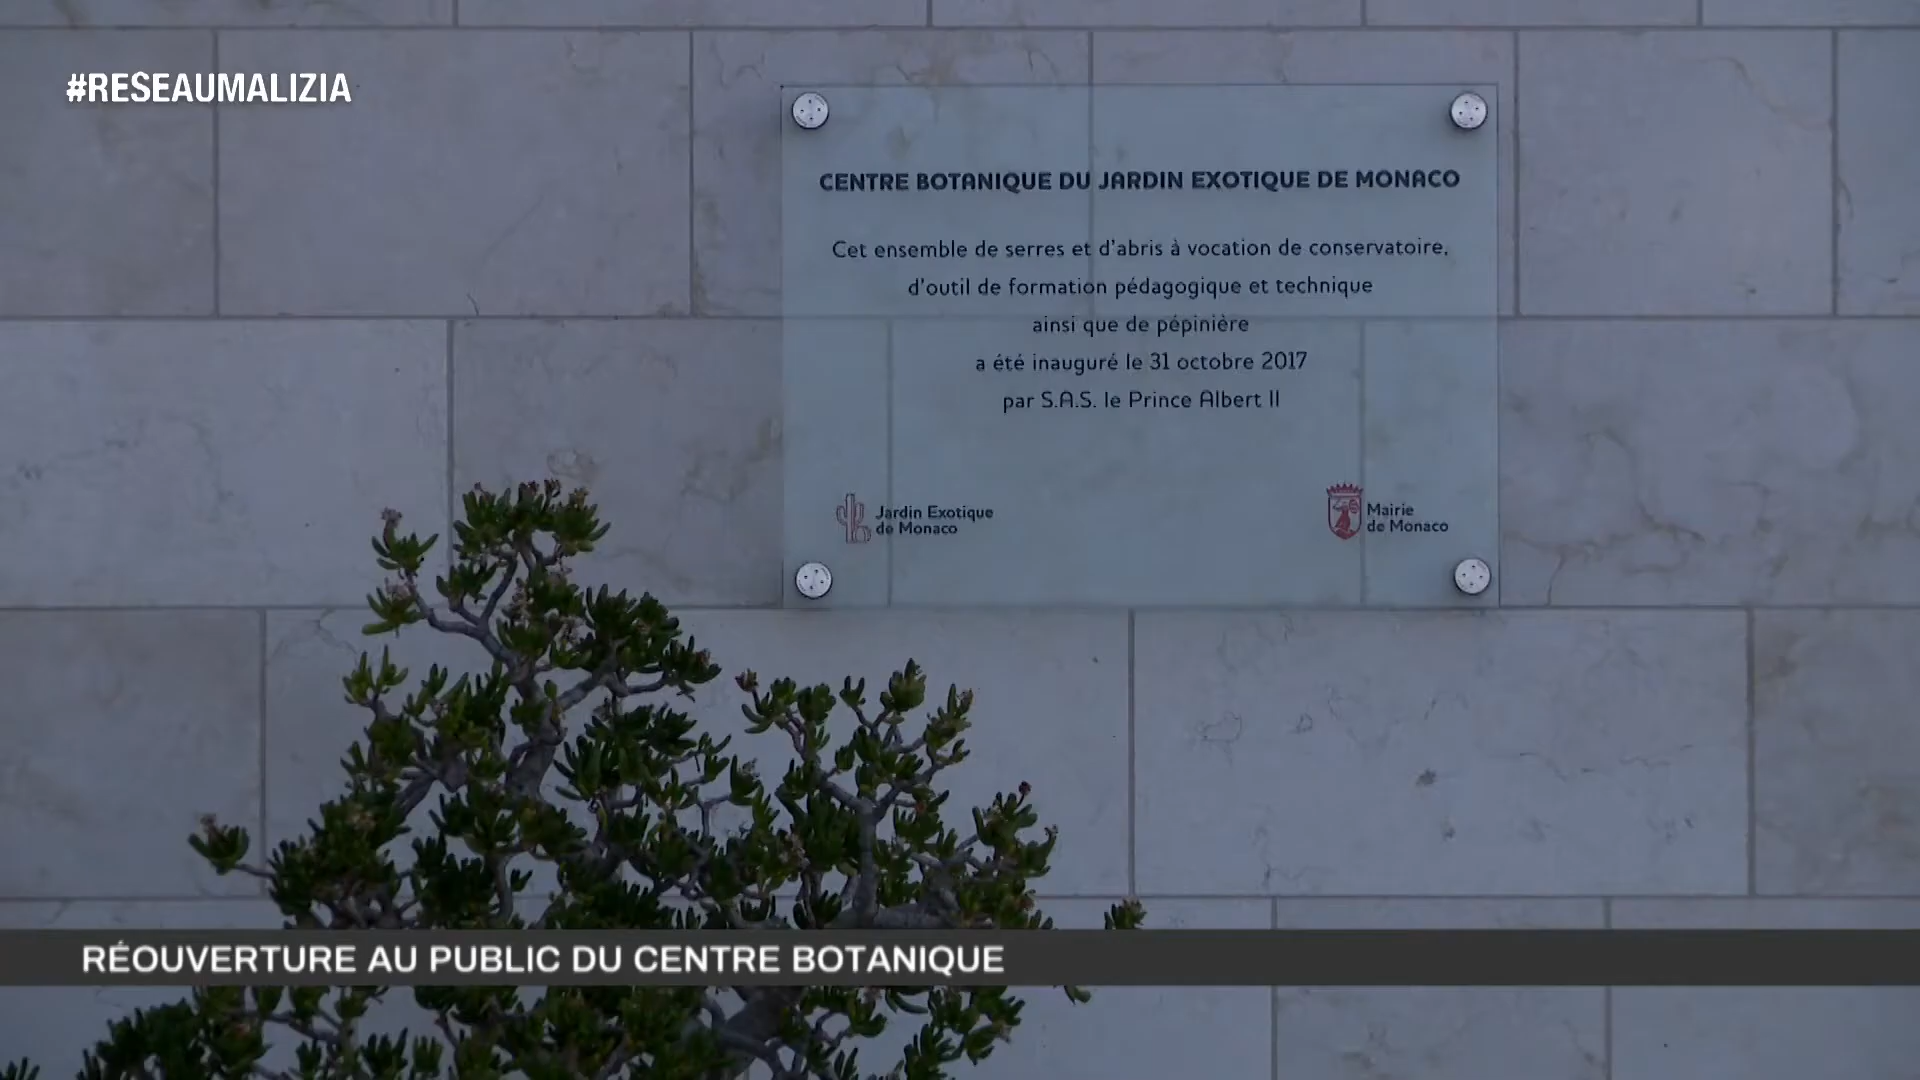 #RESEAUMALIZIA
CENTRE BOTANIQUE DU JARDIN EXOTIQUE DE MONACO
Cet ensemble de serres et d'abris à vocation de conservatoire,
d'outil de formation pédagogique et technique
ainsi que de pépinière
a été inauguré le 31 octobre 2017
par S.A.S. le Prince Albert II
Jardin Exotique
de Monaco
Mairie
de Monaco
RÉOUVERTURE AU PUBLIC DU CENTRE BOTANIQUE